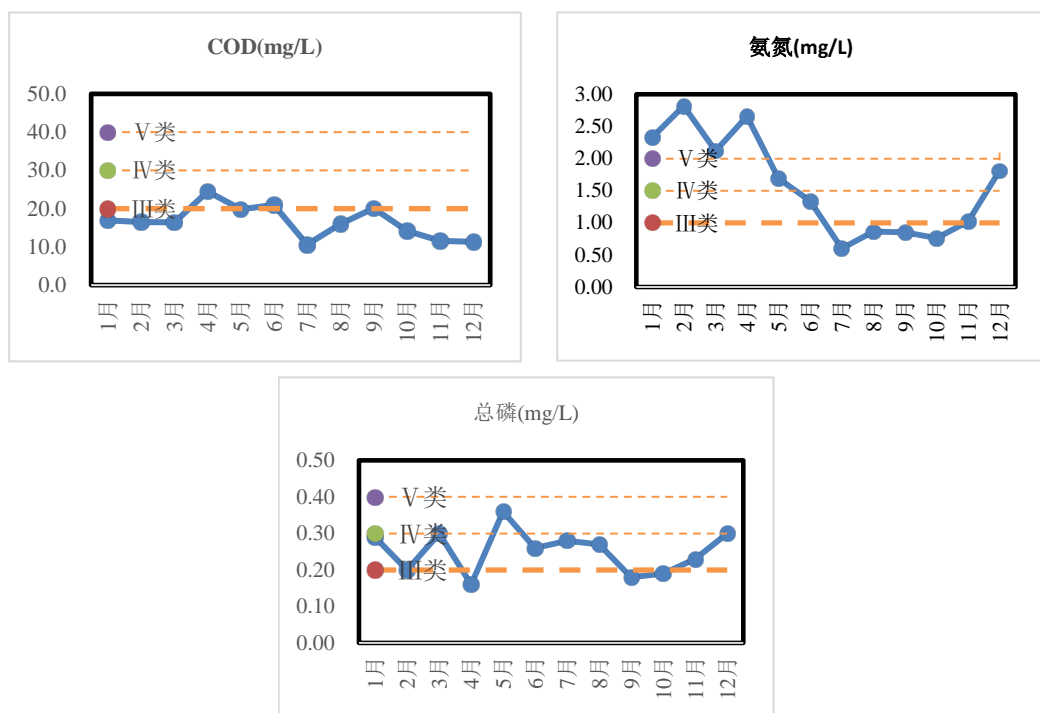 COD(mg/L)
50.0
40.0
30.0
20.0
10.0
0.0
Ⅴ类
Ⅳ类
Ⅲ类
1月
2月
3月
4月
5月
6月
7月
8月
9月
10月
11月
12月
氨氮(mg/L)
3.00
2.50
2.00
1.50
1.00
0.50
0.00
Ⅴ类
Ⅳ类
Ⅲ类
1月
2月
3月
4月
5月
6月
7月
8月
9月
10月
11月
12月
总磷(mg/L)
0.50
0.40
0.30
0.20
0.10
0.00
Ⅴ类
Ⅳ类
Ⅲ类
1月
2月
3月
4月
5月
6月
7月
8月
9月
10月
11月
12月